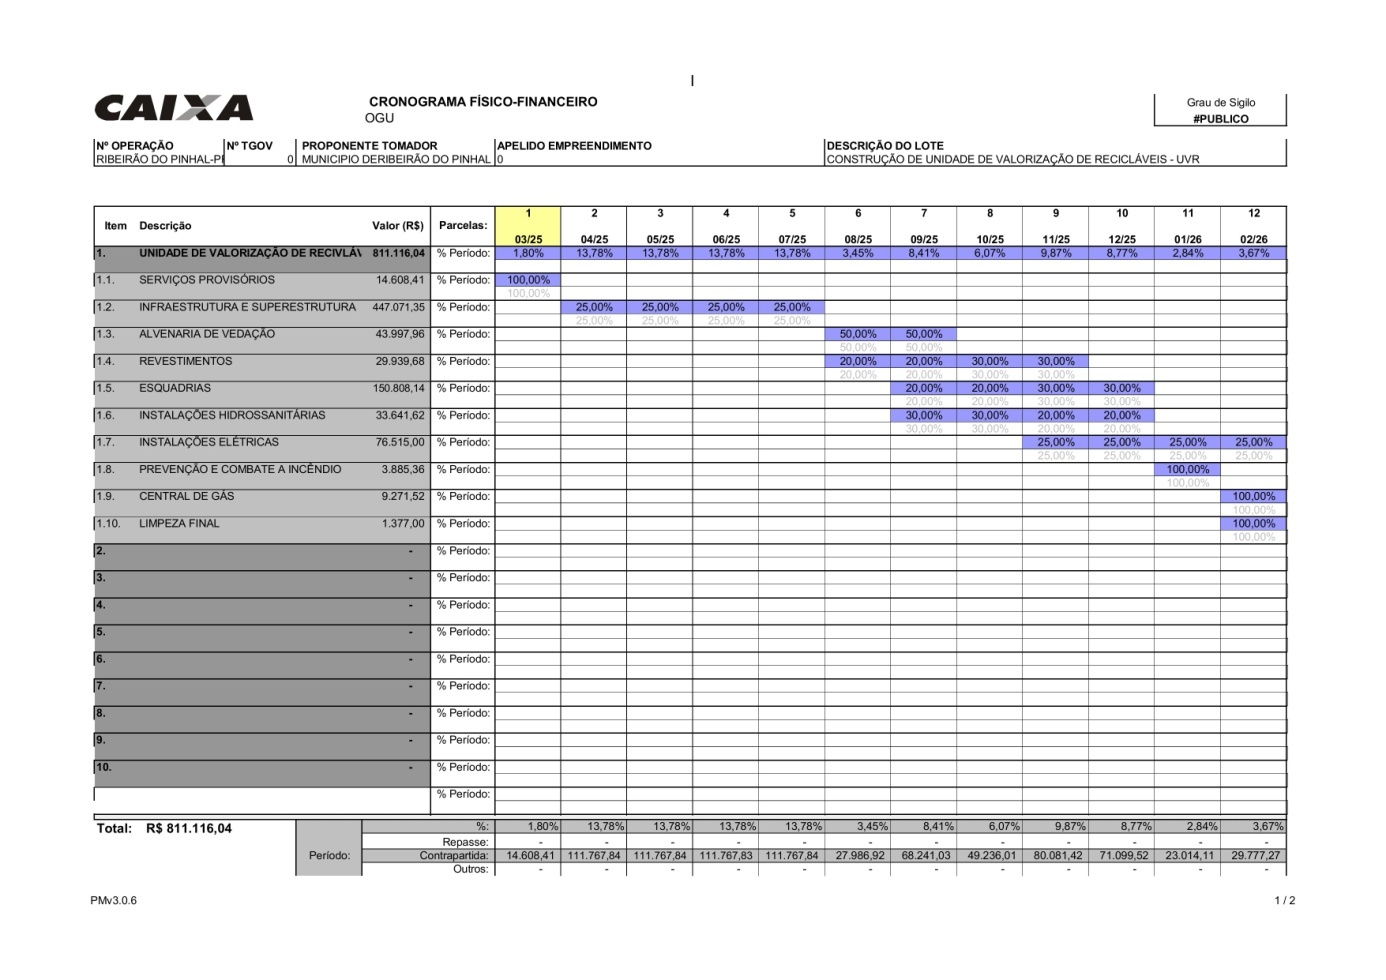 CAIXA
CRONOGRAMA FÍSICO-FINANCEIRO
OGU
Grau de Sigilo
#PUBLICO
Nº OPERAÇÃO Nº TGOV PROPONENTE TOMADOR APELIDO EMPREENDIMENTO DESCRIÇÃO DO LOTE
RIBEIRÃO DO PINHAL-P 0 MUNICIPIO DERIBEIRÃO DO PINHAL 0 CONSTRUÇÃO DE UNIDADE DE VALORIZAÇÃO DE RECICLÁVEIS - UVR
1 2 3 4 5 6 7 8 9 10 11 12
Item Descrição Valor (R$) Parcelas:
03/25 04/25 05/25 06/25 07/25 08/25 09/25 10/25 11/25 12/25 01/26 02/26
1. UNIDADE DE VALORIZAÇÃO DE RECIVLÁV 811.116,04 % Período: 1,80% 13,78% 13,78% 13,78% 13,78% 3,45% 8,41% 6,07% 9,87% 8,77% 2,84% 3,67%
1.1. SERVIÇOS PROVISÓRIOS 14.608,41 % Período: 100,00%
100,00%
1.2. INFRAESTRUTURA E SUPERESTRUTURA 447.071,35 % Período: 25,00% 25,00% 25,00% 25,00%
25,00% 25,00% 25,00% 25,00%
1.3. ALVENARIA DE VEDAÇÃO 43.997,96 % Período: 50,00% 50,00%
50,00% 50,00%
1.4. REVESTIMENTOS 29.939,68 % Período: 20,00% 20,00% 30,00% 30,00%
20,00% 20,00% 30,00% 30,00%
1.5. ESQUADRIAS 150.808,14 % Período: 20,00% 20,00% 30,00% 30,00%
20,00% 20,00% 30,00% 30,00%
1.6. INSTALAÇÕES HIDROSSANITÁRIAS 33.641,62 % Período: 30,00% 30,00% 20,00% 20,00%
30,00% 30,00% 20,00% 20,00%
1.7. INSTALAÇÕES ELÉTRICAS 76.515,00 % Período: 25,00% 25,00% 25,00% 25,00%
25,00% 25,00% 25,00% 25,00%
1.8. PREVENÇÃO E COMBATE A INCÊNDIO 3.885,36 % Período: 100,00%
100,00%
1.9. CENTRAL DE GÁS 9.271,52 % Período: 100,00%
100,00%
1.10. LIMPEZA FINAL 1.377,00 % Período: 100,00%
100,00%
2. - % Período:
3. - % Período:
4. - % Período:
5. - % Período:
6. - % Período:
7. - % Período:
8. - % Período:
9. - % Período:
10. - % Período:
% Período:
Total: R$ 811.116,04 %: 1,80% 13,78% 13,78% 13,78% 13,78% 3,45% 8,41% 6,07% 9,87% 8,77% 2,84% 3,67%
Repasse: - - - - - - - - - - - -
Período: Contrapartida: 14.608,41 111.767,84 111.767,84 111.767,83 111.767,84 27.986,92 68.241,03 49.236,01 80.081,42 71.099,52 23.014,11 29.777,27
Outros: - - - - - - - - - - - -
PMv3.0.6 1 / 2